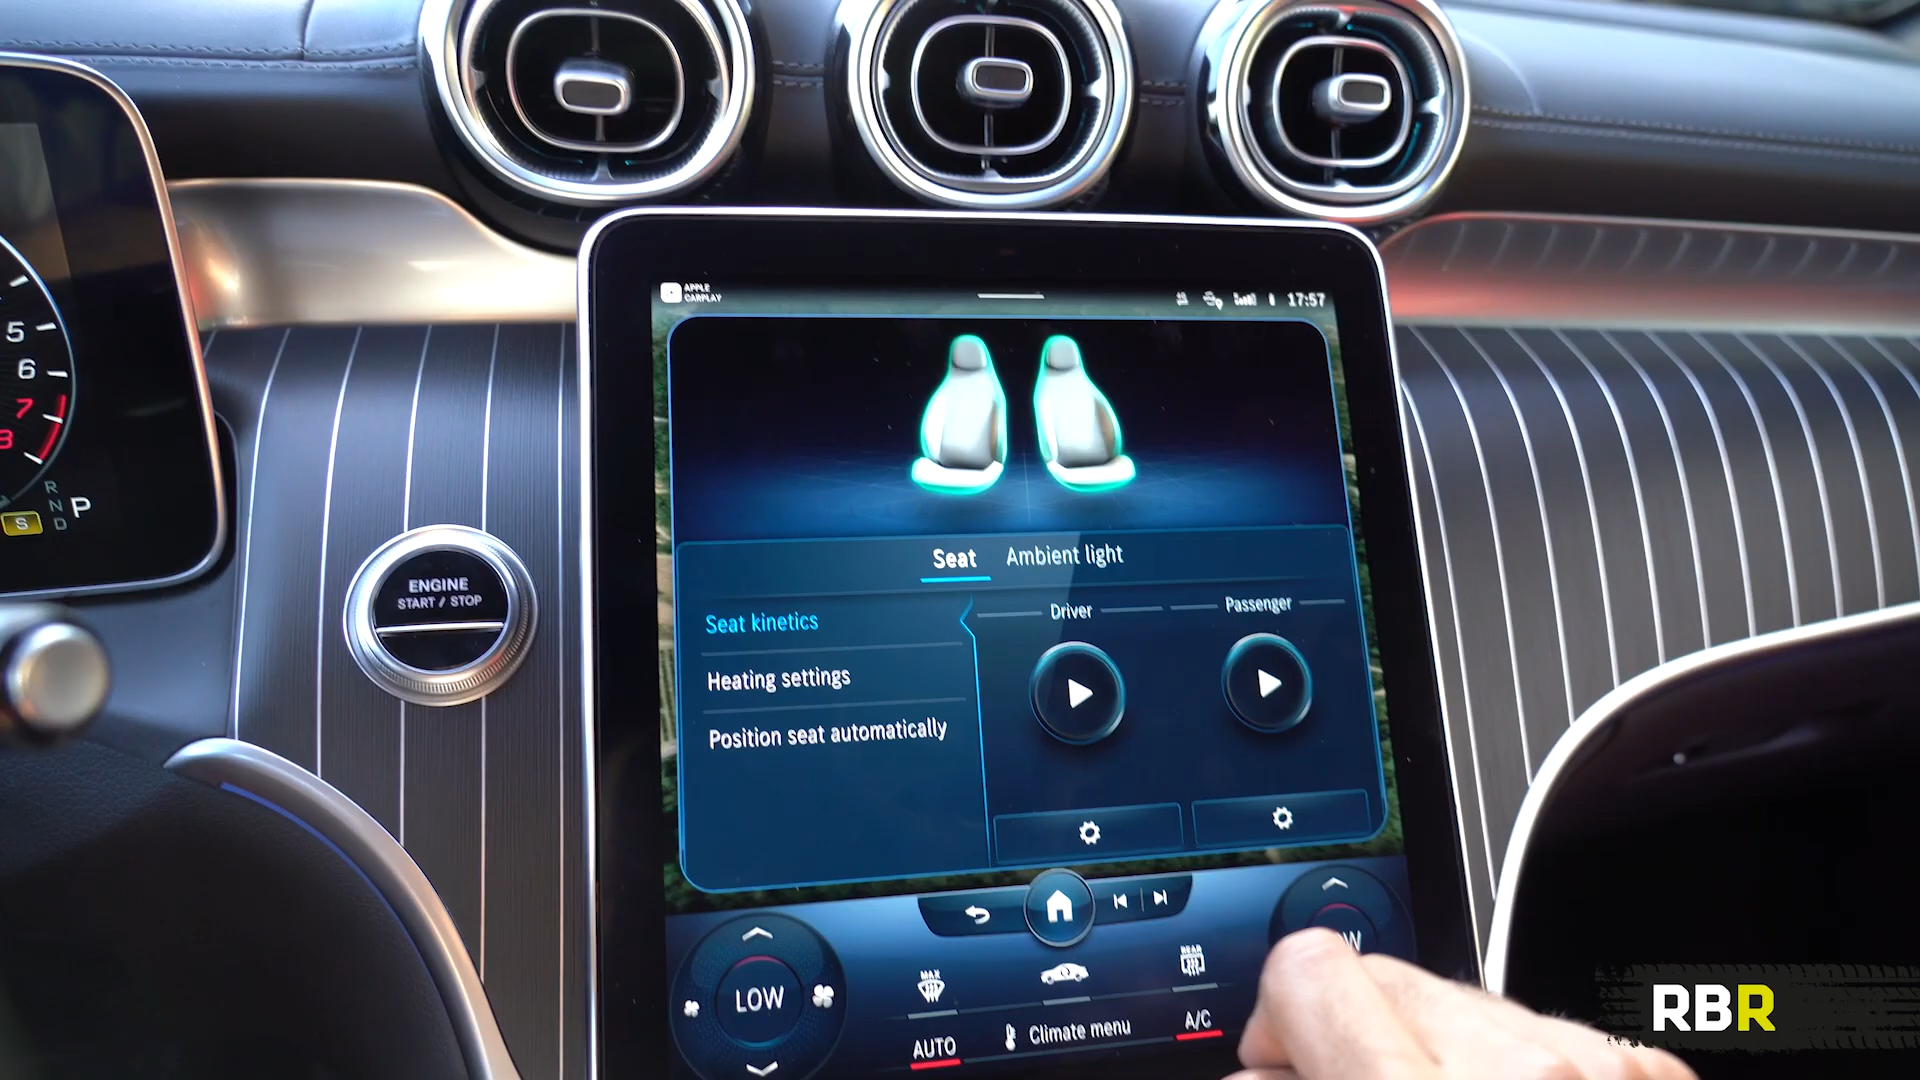 APPLE
CARPLAY
17:57
5
6
7
R
N
D
P
S
ENGINE
START / STOP
Seat
Ambient light
Seat kinetics
Heating settings
Position seat automatically
Driver
Passenger
LOW
MAX
REAR
AUTO
Climate menu
A/C
RBR